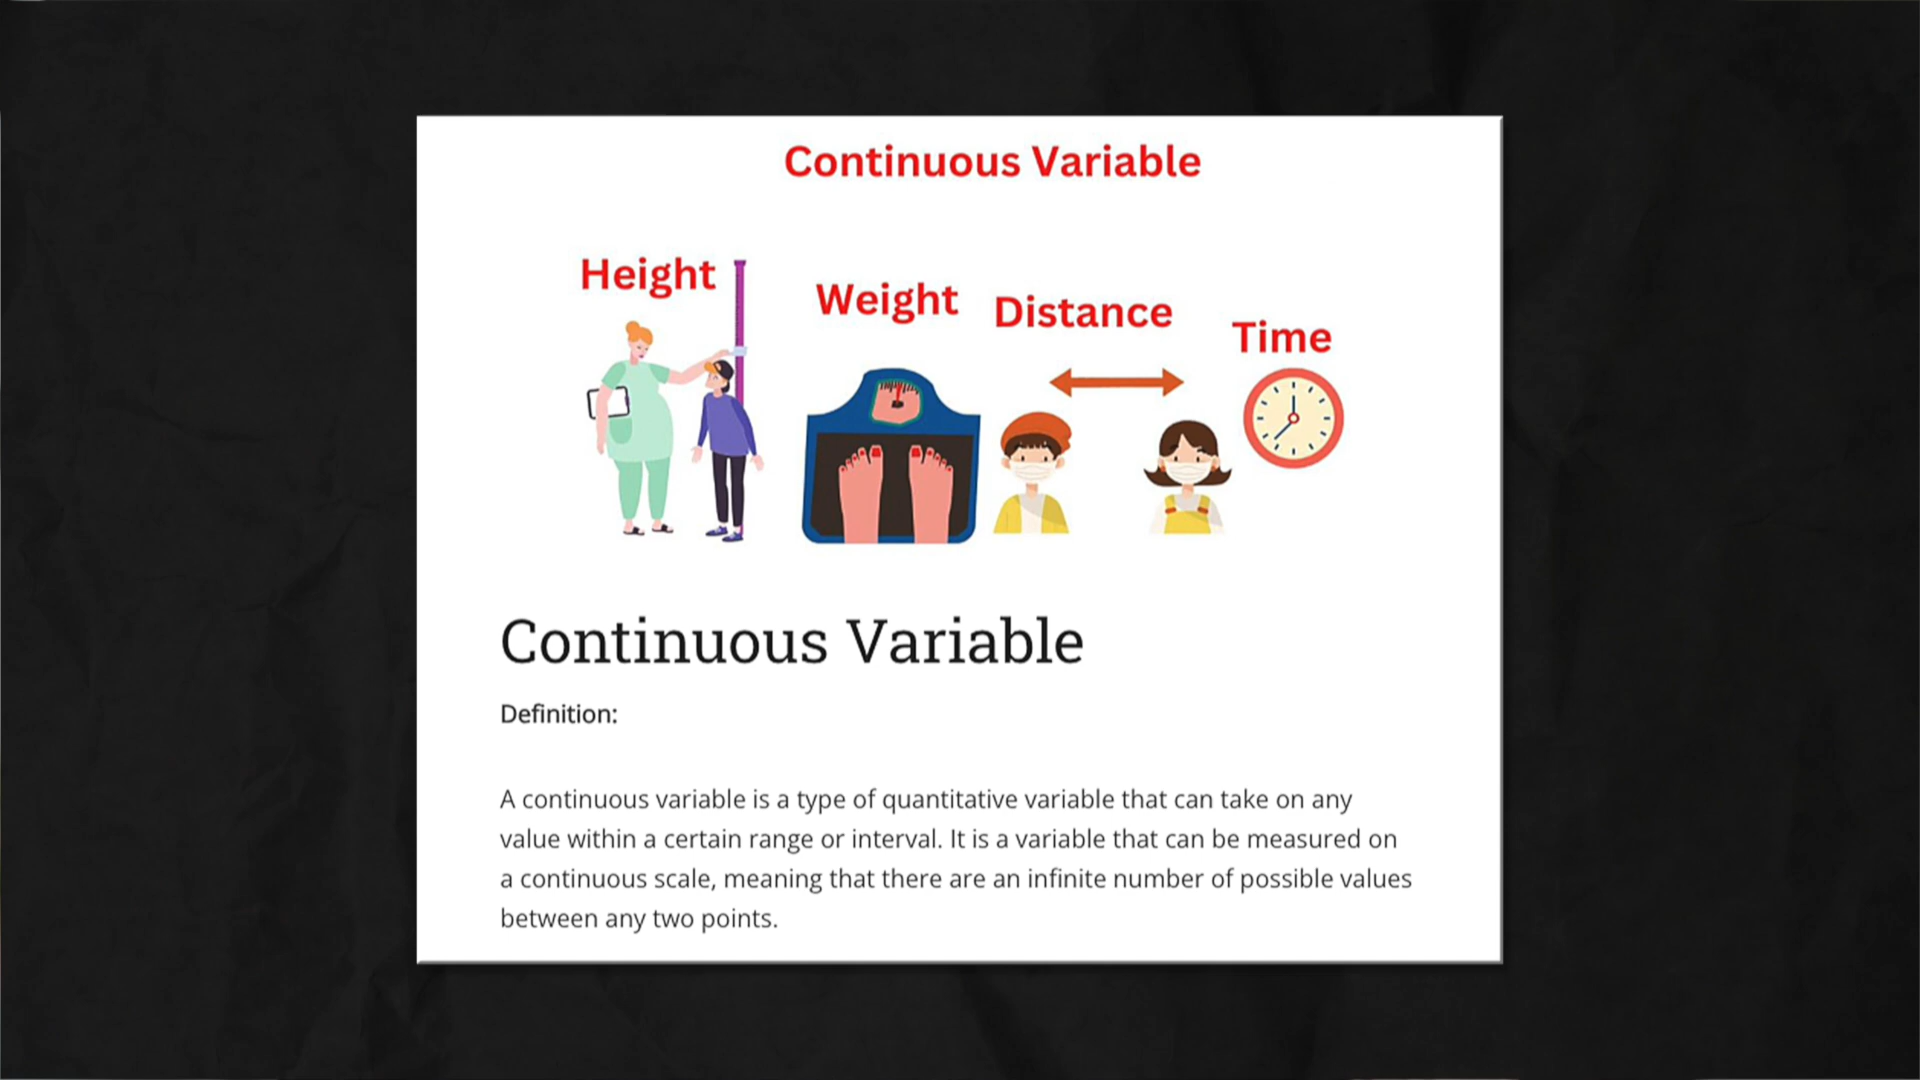 Continuous Variable
Height
Weight
Distance
Time
Continuous Variable
Definition:
A continuous variable is a type of quantitative variable that can take on any
value within a certain range or interval. It is a variable that can be measured on
a continuous scale, meaning that there are an infinite number of possible values
between any two points.